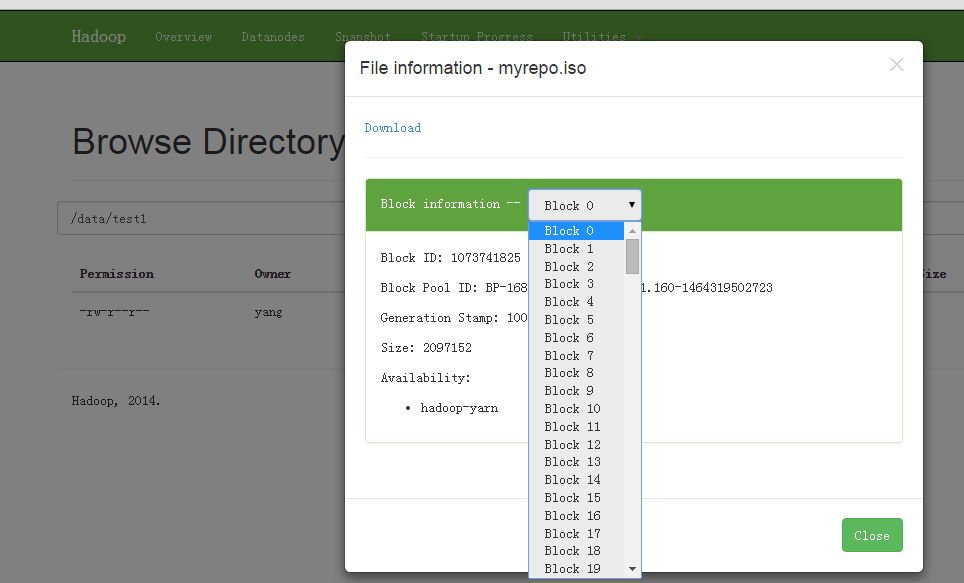 Hadoop Overview Datanodes Snapshot Startup Progress Utilities
File information - myrepo.iso
Download
Browse Directory
/data/test1
Permission Owner Size
-rw-r--r-- yang
Hadoop, 2014.
Block information -- Block 0
Block ID: 1073741825
Block Pool ID: BP-168 1.160-1464319502723
Generation Stamp: 100
Size: 2097152
Availability:
• hadoop-yarn
Block 0
Block 1
Block 2
Block 3
Block 4
Block 5
Block 6
Block 7
Block 8
Block 9
Block 10
Block 11
Block 12
Block 13
Block 14
Block 15
Block 16
Block 17
Block 18
Block 19
Close